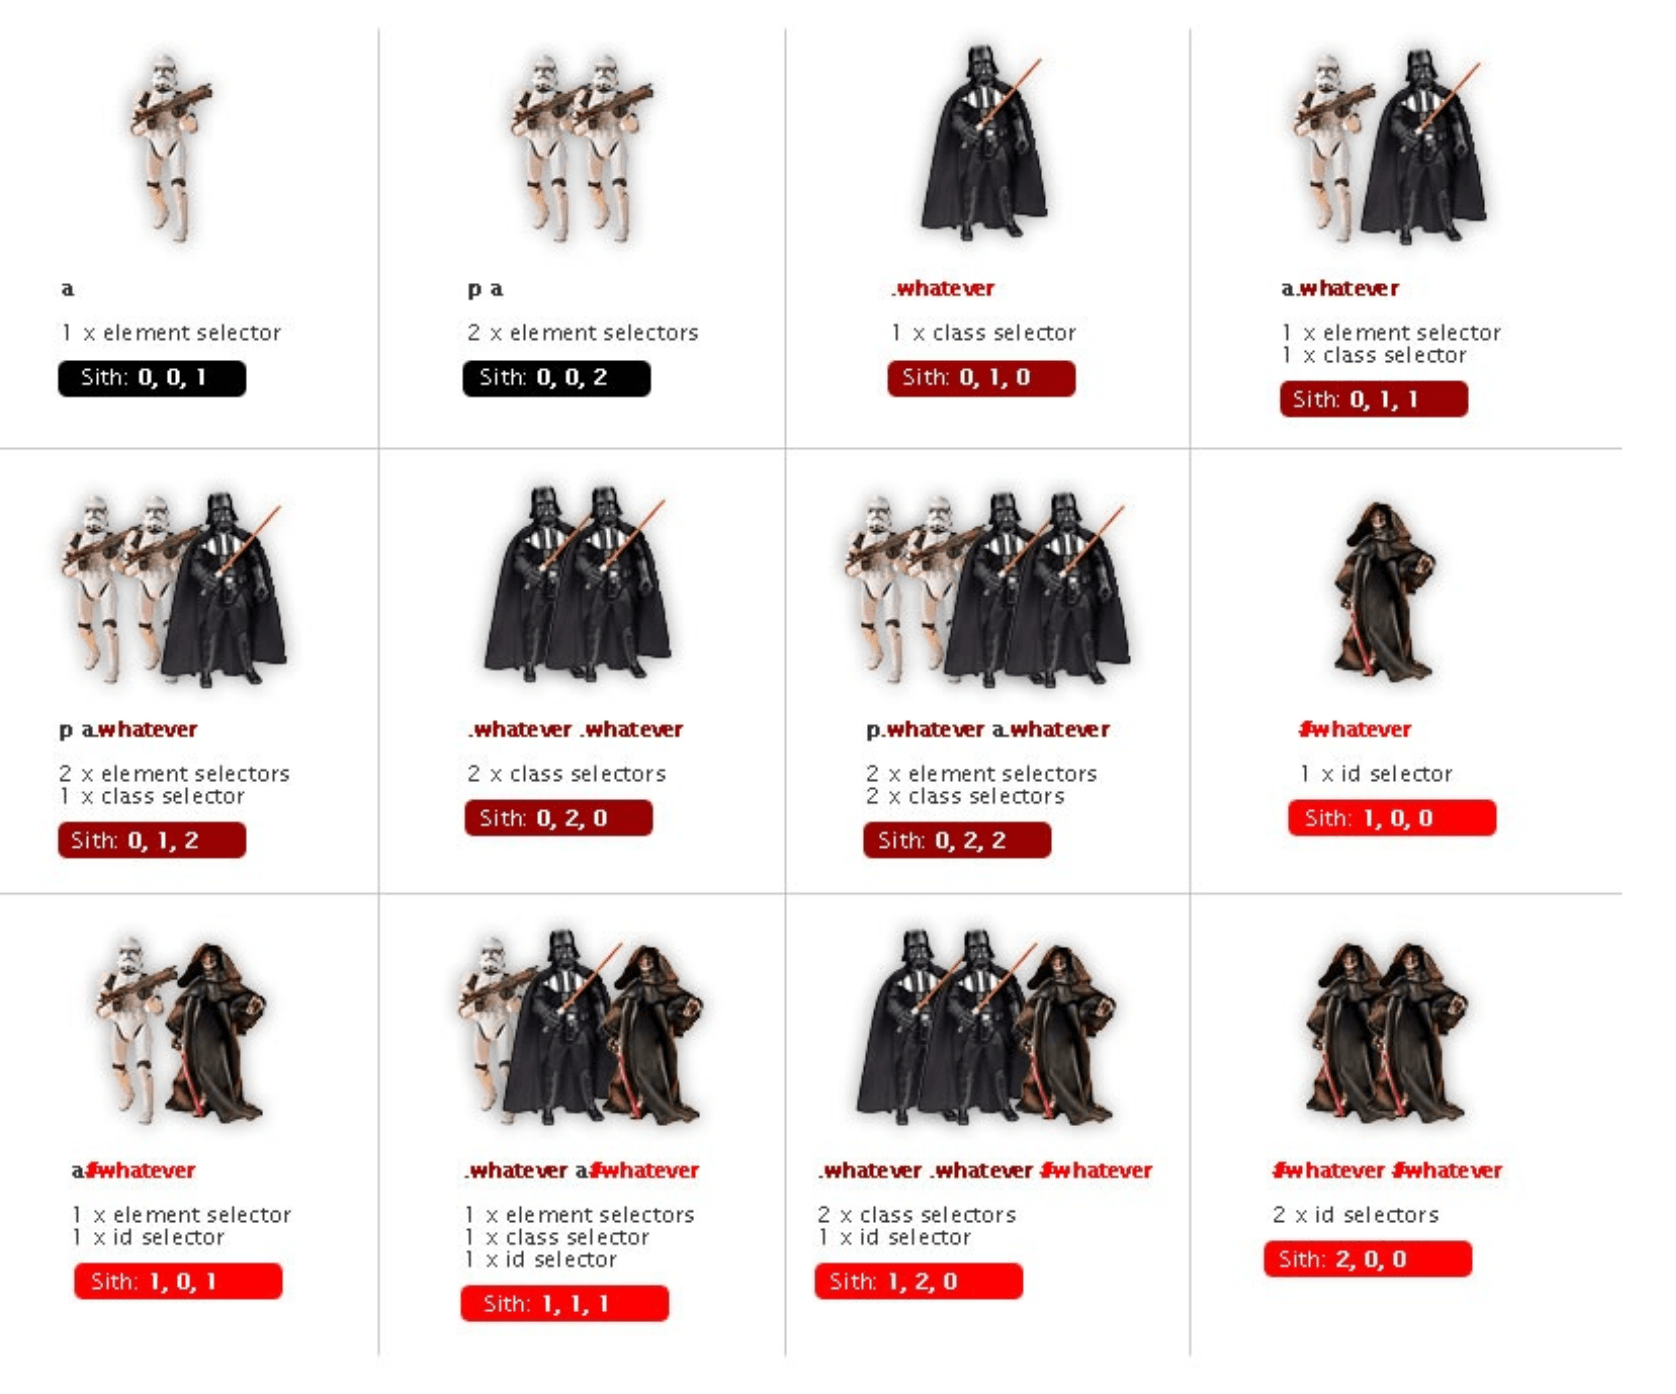 a
1 x element selector
Sith: 0, 0, 1
p a
2 x element selectors
Sith: 0, 0, 2
.whatever
1 x class selector
Sith: 0, 1, 0
a.whatever
1 x element selector
1 x class selector
Sith: 0, 1, 1
p a.whatever
2 x element selectors
1 x class selector
Sith: 0, 1, 2
.whatever .whatever
2 x class selectors
Sith: 0, 2, 0
p.whatever a.whatever
2 x element selectors
2 x class selectors
Sith: 0, 2, 2
#whatever
1 x id selector
Sith: 1, 0, 0
a#whatever
1 x element selector
1 x id selector
Sith: 1, 0, 1
.whatever a#whatever
1 x element selectors
1 x class selector
1 x id selector
Sith: 1, 1, 1
.whatever .whatever #whatever
2 x class selectors
1 x id selector
Sith: 1, 2, 0
#whatever #whatever
2 x id selectors
Sith: 2, 0, 0